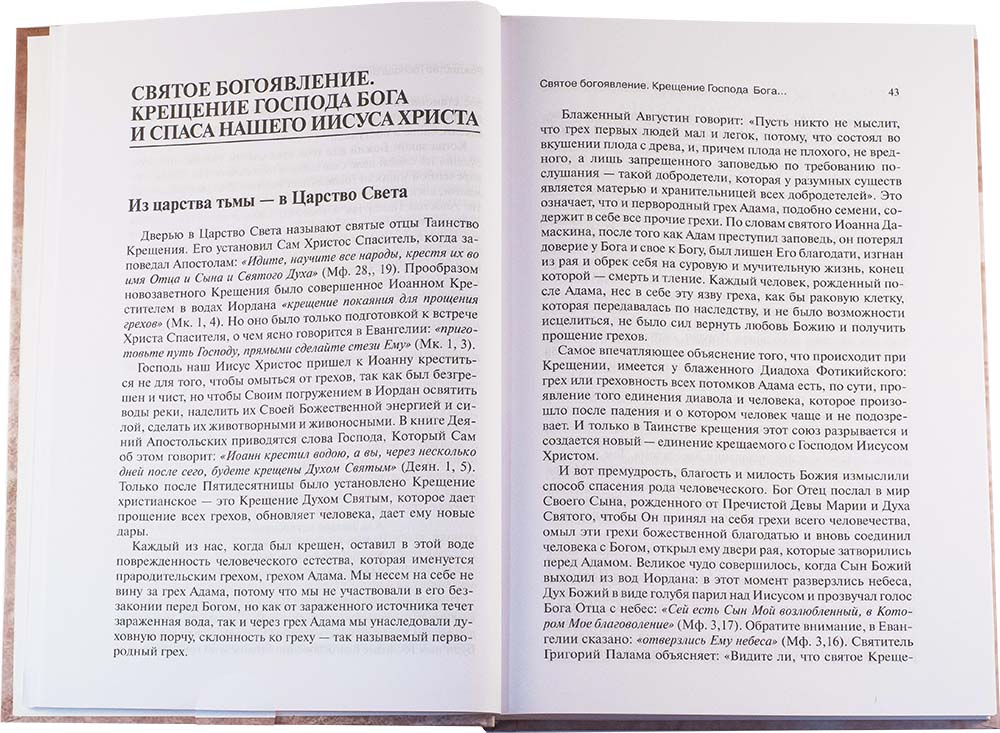 СВЯТОЕ БОГОЯВЛЕНИЕ.
КРЕЩЕНИЕ ГОСПОДА БОГА
И СПАСА НАШЕГО ИИСУСА ХРИСТА
Из царства тьмы — в Царство Света
Дверью в Царство Света называют святые отцы Таинство
Крещения. Его установил Сам Христос Спаситель, когда за-
поведал Апостолам: «Идите, научите все народы, крестя их во
имя Отца и Сына и Святого Духа» (Мф. 28,, 19). Прообразом
новозаветного Крещения было совершенное Иоанном Кре-
стителем в водах Иордана «крещение покаяния для прощения
грехов» (Мк. 1, 4). Но оно было только подготовкой к встрече
Христа Спасителя, о чем ясно говорится в Евангелии: «приго-
товьте путь Господу, прямыми сделайте стези Ему» (Мк. 1, 3).
Господь наш Иисус Христос пришел к Иоанну крестить-
ся не для того, чтобы омыться от грехов, так как был безгре-
шен и чист, но чтобы Своим погружением в Иордан освятить
воды реки, наделить их Своей Божественной энергией и си-
лой, сделать их животворными и живоносными. В книге Дея-
ний Апостольских приводятся слова Господа, Который Сам
об этом говорит: «Иоанн крестил водою, а вы, через несколько
дней после сего, будете крещены Духом Святым» (Деян. 1, 5).
Только после Пятидесятницы было установлено Крещение
христианское — это Крещение Духом Святым, которое дает
прощение всех грехов, обновляет человека, дает ему новые
дары.
Каждый из нас, когда был крещен, оставил в этой воде
поврежденность человеческого естества, которая именуется
прародительским грехом, грехом Адама. Мы несем на себе не
вину за грех Адама, потому что мы не участвовали в его без-
законии перед Богом, но как от зараженного источника течет
зараженная вода, так и через грех Адама мы унаследовали ду-
ховную порчу, склонность ко греху — так называемый перво-
родный грех.
Святое богоявление. Крещение Господа Бога... 43
Блаженный Августин говорит: «Пусть никто не мыслит,
что грех первых людей мал и легок, потому, что состоял во
вкушении плода с древа, и, причем плода не плохого, не вред-
ного, а лишь запрещенного заповедью по требованию по-
слушания — такой добродетели, которая у разумных существ
является матерью и хранительницей всех добродетелей». Это
означает, что и первородный грех Адама, подобно семени, со-
держит в себе все прочие грехи. По словам святого Иоанна Да-
маскина, после того как Адам преступил заповедь, он потерял
доверие у Бога и свое к Богу, был лишен Его благодати, изгнан
из рая и обрек себя на суровую и мучительную жизнь, конец
которой — смерть и тление. Каждый человек, рожденный по-
сле Адама, нес в себе эту язву греха, как бы раковую клетку,
которая передавалась по наследству, и не было возможности
исцелиться, не было сил вернуть любовь Божию и получить
прощение грехов.
Самое впечатляющее объяснение того, что происходит при
Крещении, имеется у блаженного Диадоха Фотикийского:
грех или греховность всех потомков Адама есть, по сути, про-
явление того единения диавола и человека, которое произо-
шло после падения и о котором человек чаще и не подозре-
вает. И только в Таинстве крещения этот союз разрывается и
создается новый — единение крещаемого с Господом Иисусом
Христом.
И вот премудрость, благость и милость Божия измыслили
способ спасения рода человеческого. Бог Отец послал в мир
Своего Сына, рожденного от Пречистой Девы Марии и Духа
Святого, чтобы Он принял на себя грехи всего человечества,
омыл эти грехи божественной благодатью и вновь соединил
человека с Богом, открыл ему двери рая, которые затворились
перед Адамом. Великое чудо совершилось, когда Сын Божий
выходил из вод Иордана: в этот момент разверзлись небеса,
Дух Божий в виде голубя парил над Иисусом и прозвучал голос
Бога Отца с небес: «Сей есть Сын Мой возлюбленный, в Кото-
ром Мое благоволение» (Мф. 3,17). Обратите внимание, в Еван-
гелии сказано: «отверзлись Ему небеса» (Мф. 3,16). Святитель
Григорий Палама объясняет: «Видите ли, что святое Креще-